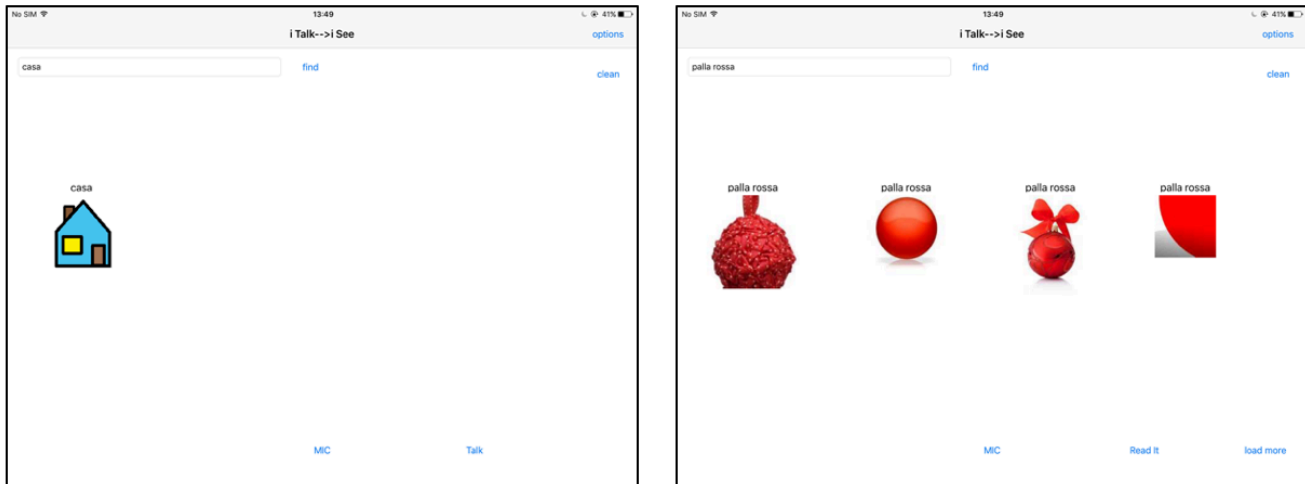 No SIM 13:49 41%
i Talk-->i See options
casa find
clean
casa
MIC Talk
No SIM 13:49 41%
i Talk-->i See options
palla rossa find
clean
palla rossa palla rossa palla rossa palla rossa
MIC Read It load more